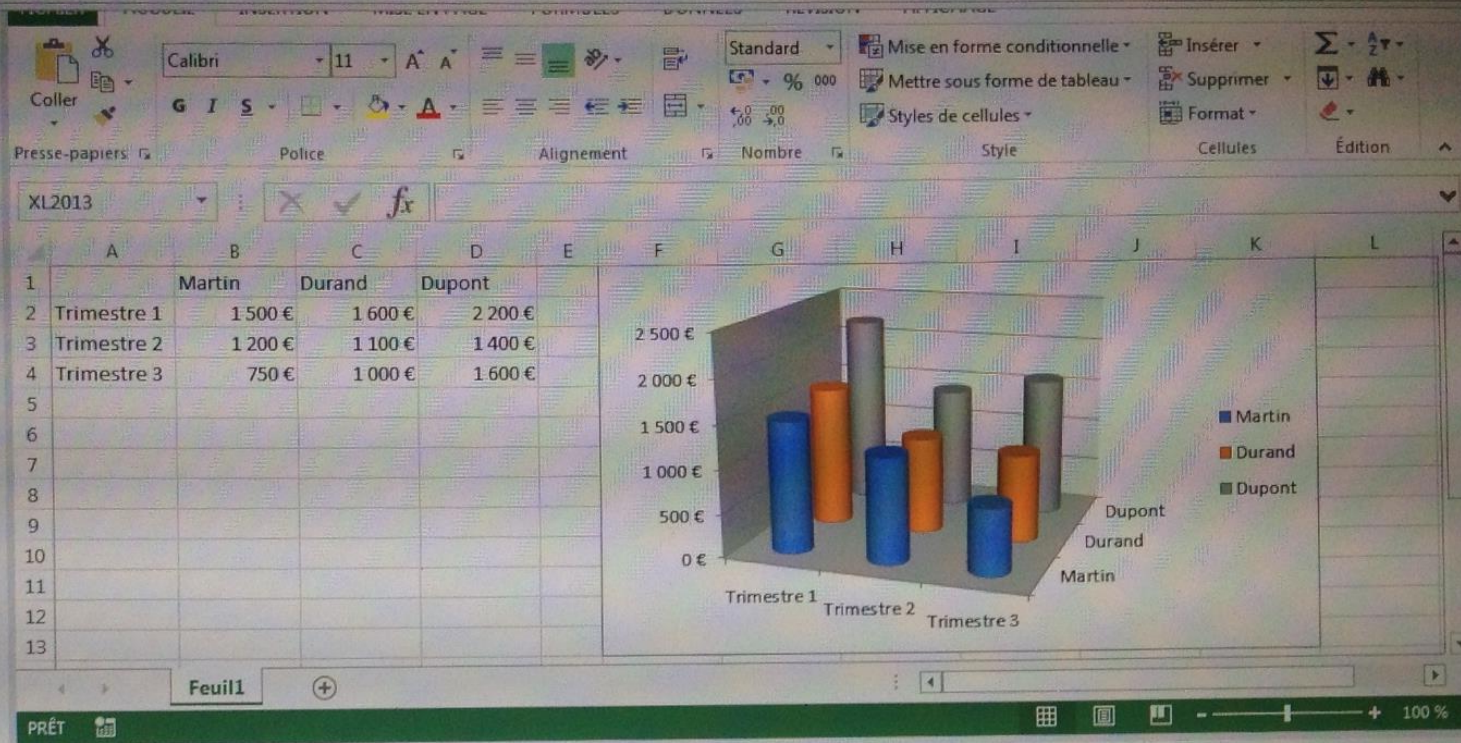 Coller
Calibri 11 A A
G I S A
Standard
% 000
Mise en forme conditionnelle
Mettre sous forme de tableau
Styles de cellules
Insérer
Supprimer
Format
Σ
Presse-papiers Police Alignement Nombre Style Cellules Édition
XL2013 fx
A B C D E F G H I J K L
1 Martin Durand Dupont
2 Trimestre 1 1 500 € 1 600 € 2 200 €
3 Trimestre 2 1 200 € 1 100 € 1 400 €
4 Trimestre 3 750 € 1 000 € 1 600 €
5
6
7
8
9
10
11
12
13
2 500 €
2 000 €
1 500 €
1 000 €
500 €
0 €
Trimestre 1
Trimestre 2
Trimestre 3
Martin
Durand
Dupont
Martin
Durand
Dupont
Feuil1
PRÊT 100 %